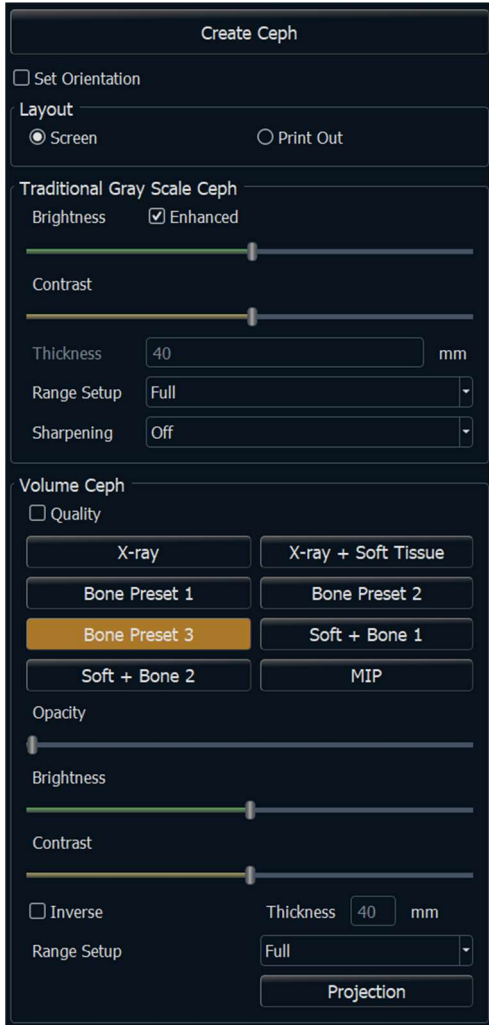 Create Ceph
Set Orientation
Layout
Screen Print Out
Traditional Gray Scale Ceph
Brightness Enhanced
Contrast
Thickness 40 mm
Range Setup Full
Sharpening Off
Volume Ceph
Quality
X-ray X-ray + Soft Tissue
Bone Preset 1 Bone Preset 2
Bone Preset 3 Soft + Bone 1
Soft + Bone 2 MIP
Opacity
Brightness
Contrast
Inverse Thickness 40 mm
Range Setup Full
Projection